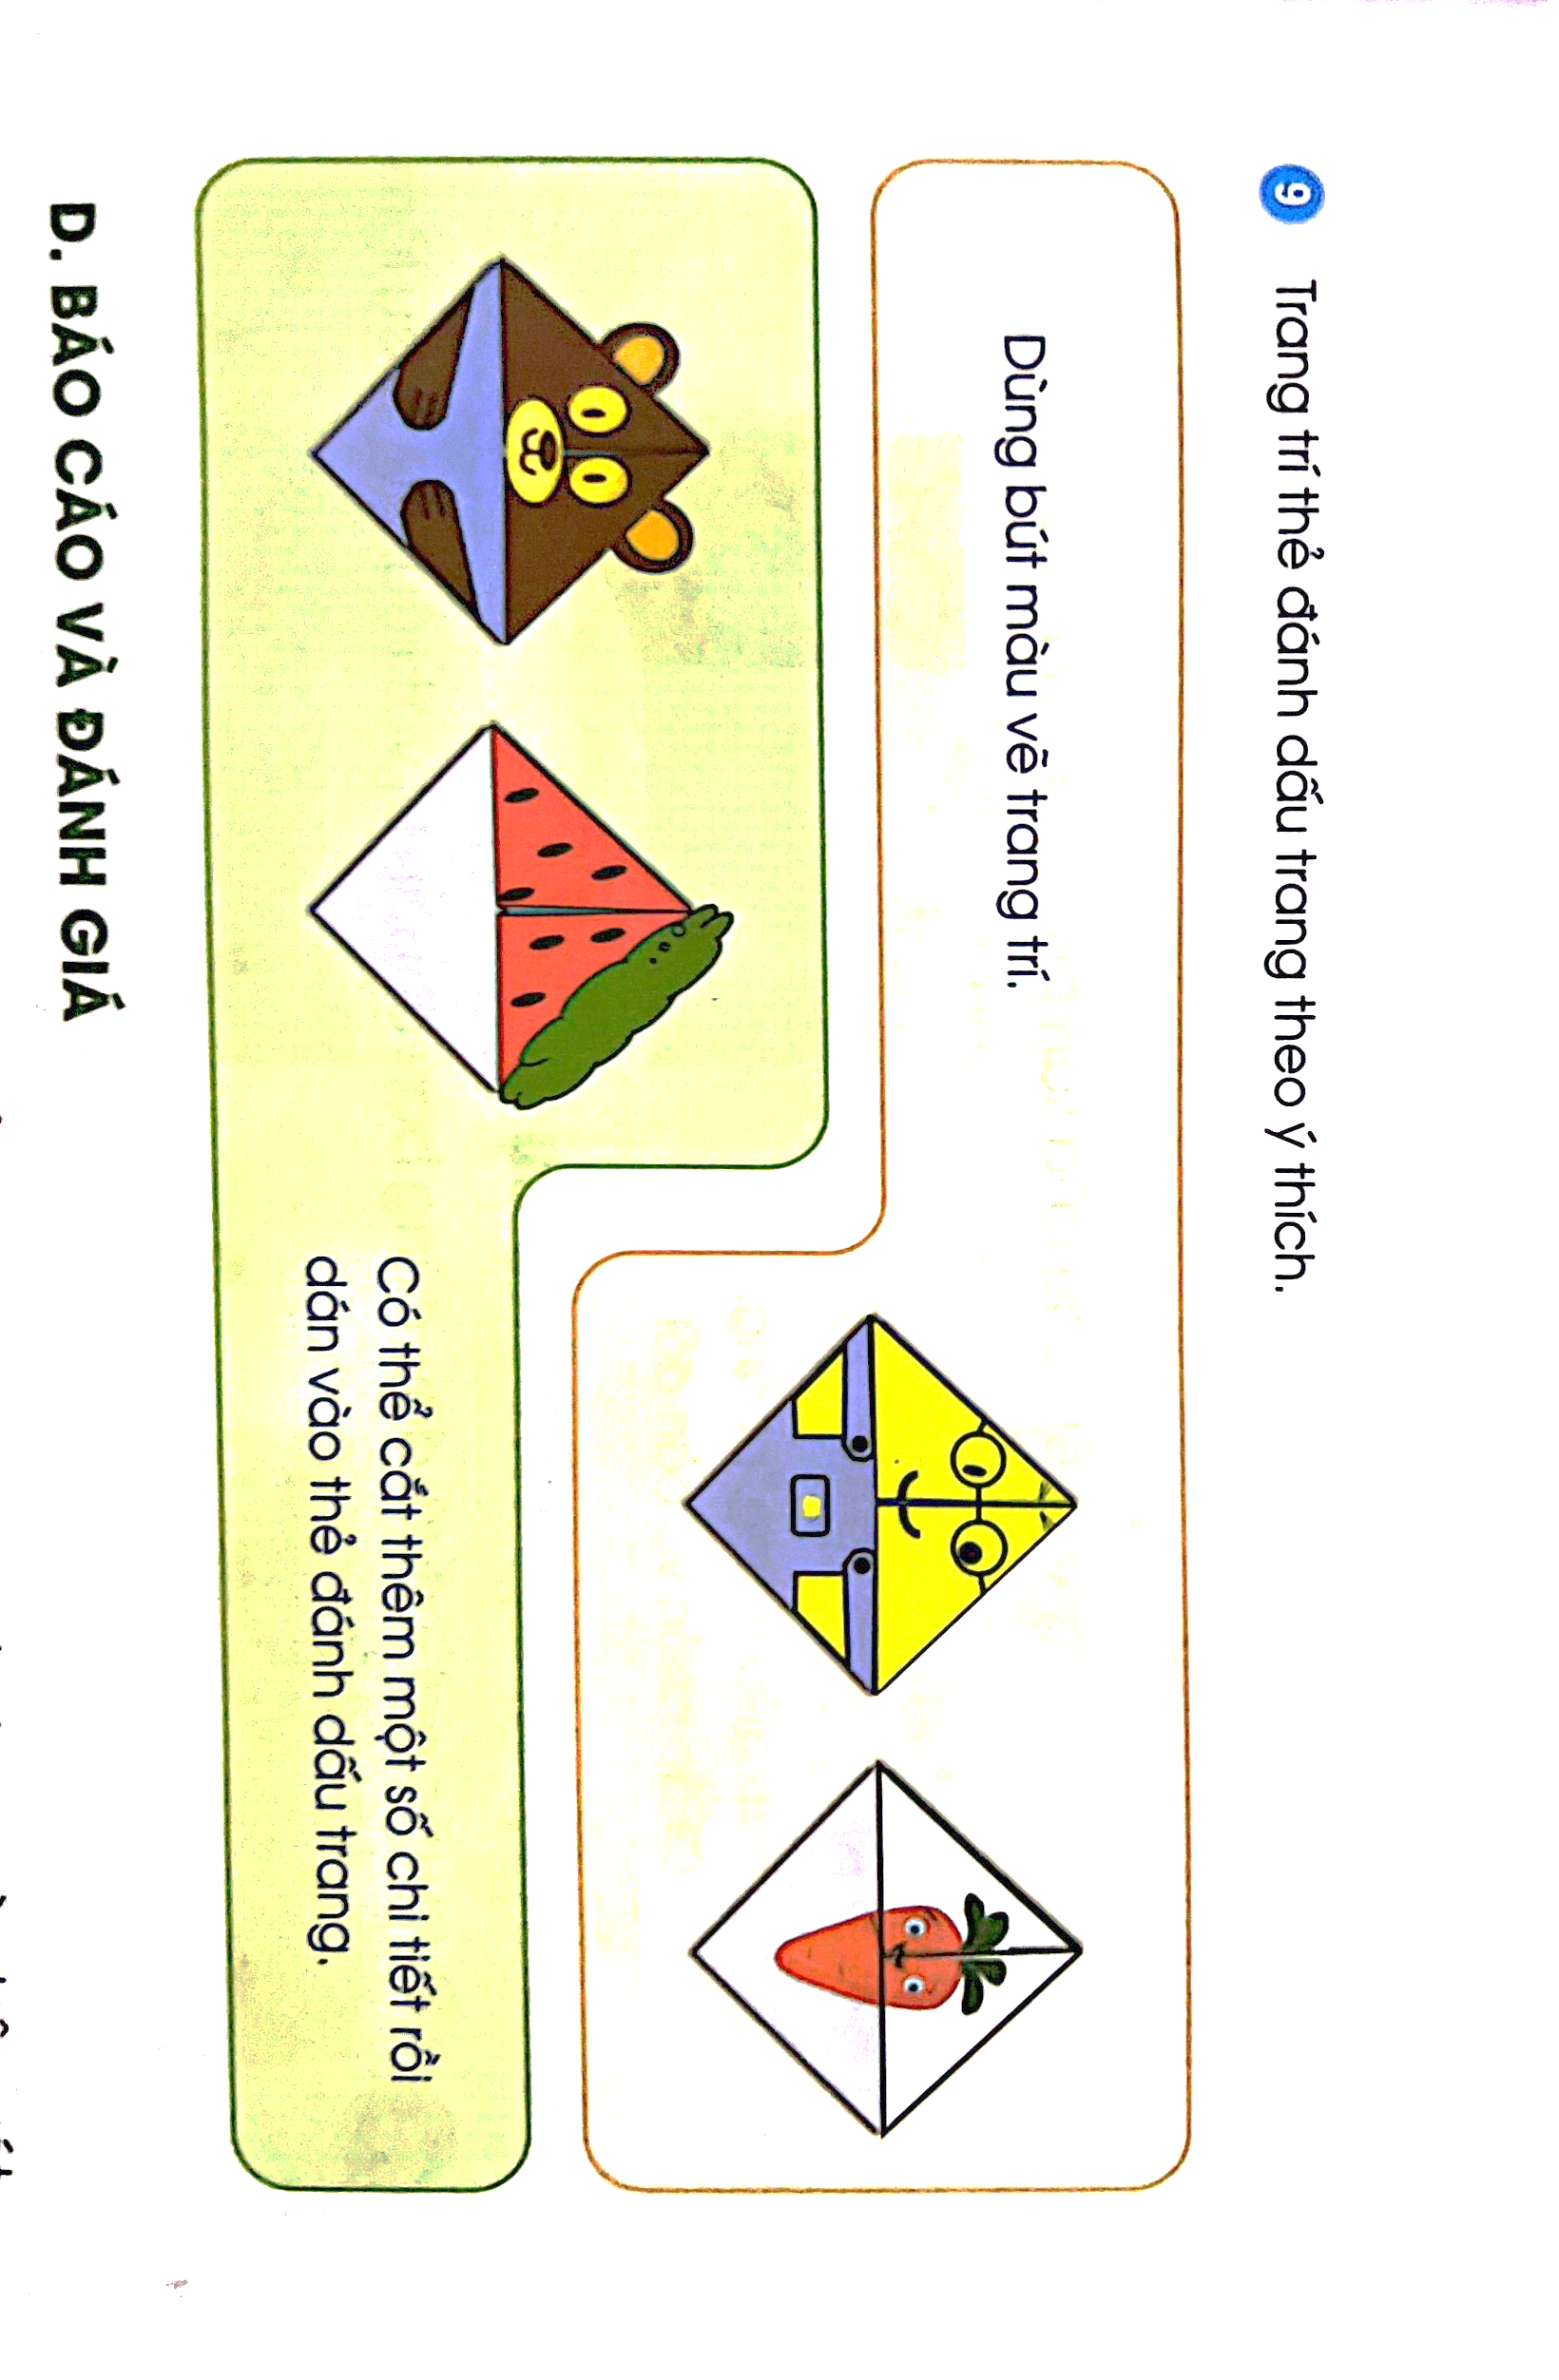 9 Trang trí thẻ đánh dấu trang theo ý thích.
Dùng bút màu vẽ trang trí.
Có thể cắt thêm một số chi tiết rồi
dán vào thẻ đánh dấu trang.
D. BÁO CÁO VÀ ĐÁNH GIÁ